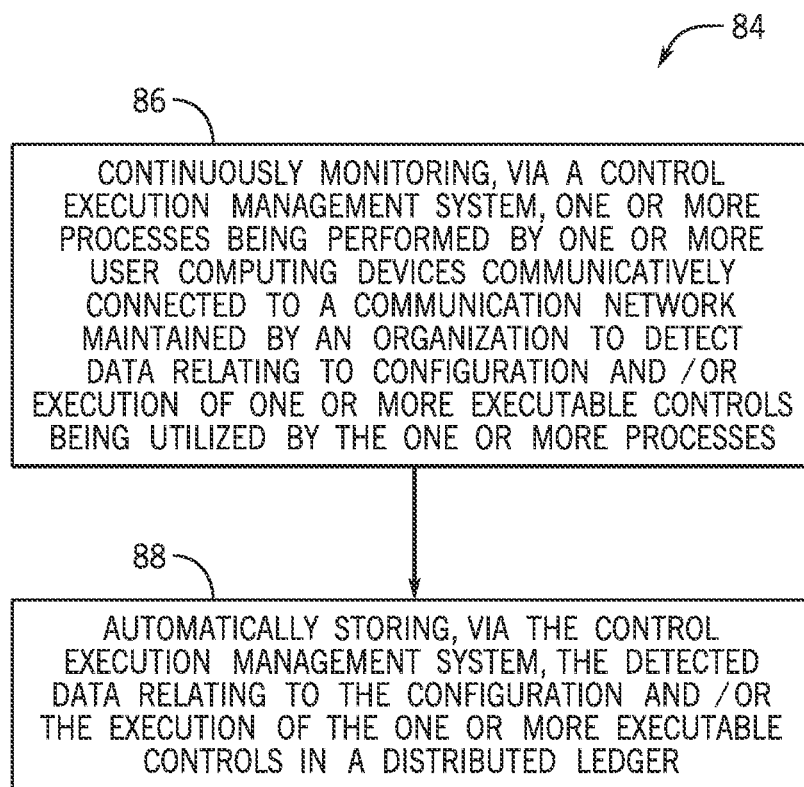 84
86
CONTINUOUSLY MONITORING, VIA A CONTROL
EXECUTION MANAGEMENT SYSTEM, ONE OR MORE
PROCESSES BEING PERFORMED BY ONE OR MORE
USER COMPUTING DEVICES COMMUNICATIVELY
CONNECTED TO A COMMUNICATION NETWORK
MAINTAINED BY AN ORGANIZATION TO DETECT
DATA RELATING TO CONFIGURATION AND /OR
EXECUTION OF ONE OR MORE EXECUTABLE CONTROLS
BEING UTILIZED BY THE ONE OR MORE PROCESSES
88
AUTOMATICALLY STORING, VIA THE CONTROL
EXECUTION MANAGEMENT SYSTEM, THE DETECTED
DATA RELATING TO THE CONFIGURATION AND /OR
THE EXECUTION OF THE ONE OR MORE EXECUTABLE
CONTROLS IN A DISTRIBUTED LEDGER